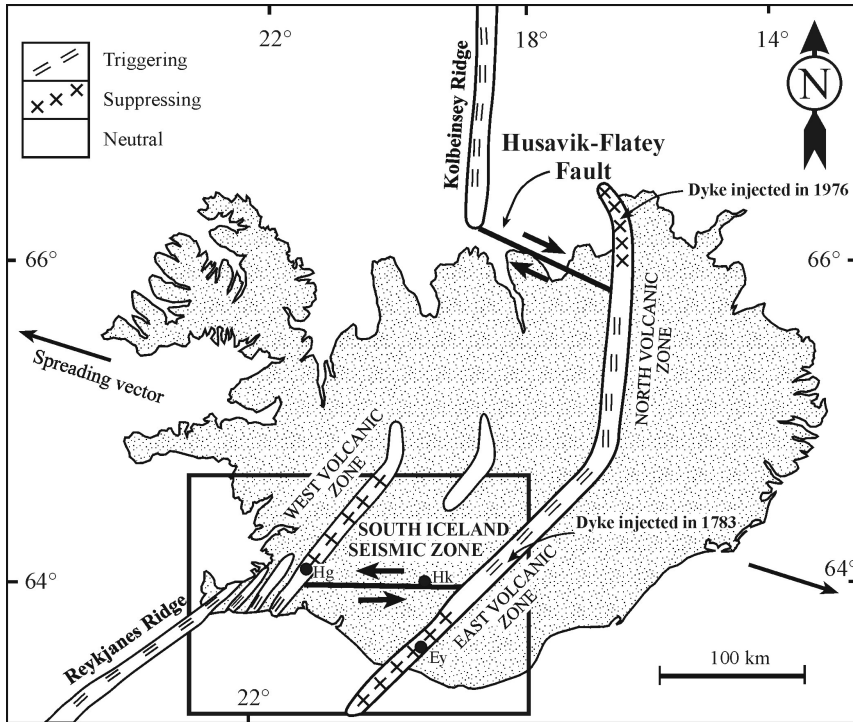 22°
18°
14°
Triggering
Suppressing
Neutral
N
Kolbeinsey Ridge
Husavik-Flatey
Fault
Dyke injected in 1976
66°
66°
Spreading vector
NORTH VOLCANIC
ZONE
WEST VOLCANIC
ZONE
SOUTH ICELAND
SEISMIC ZONE
Dyke injected in 1783
Hg
Hk
64°
64°
EAST VOLCANIC
ZONE
Reykjanes Ridge
Ey
100 km
22°